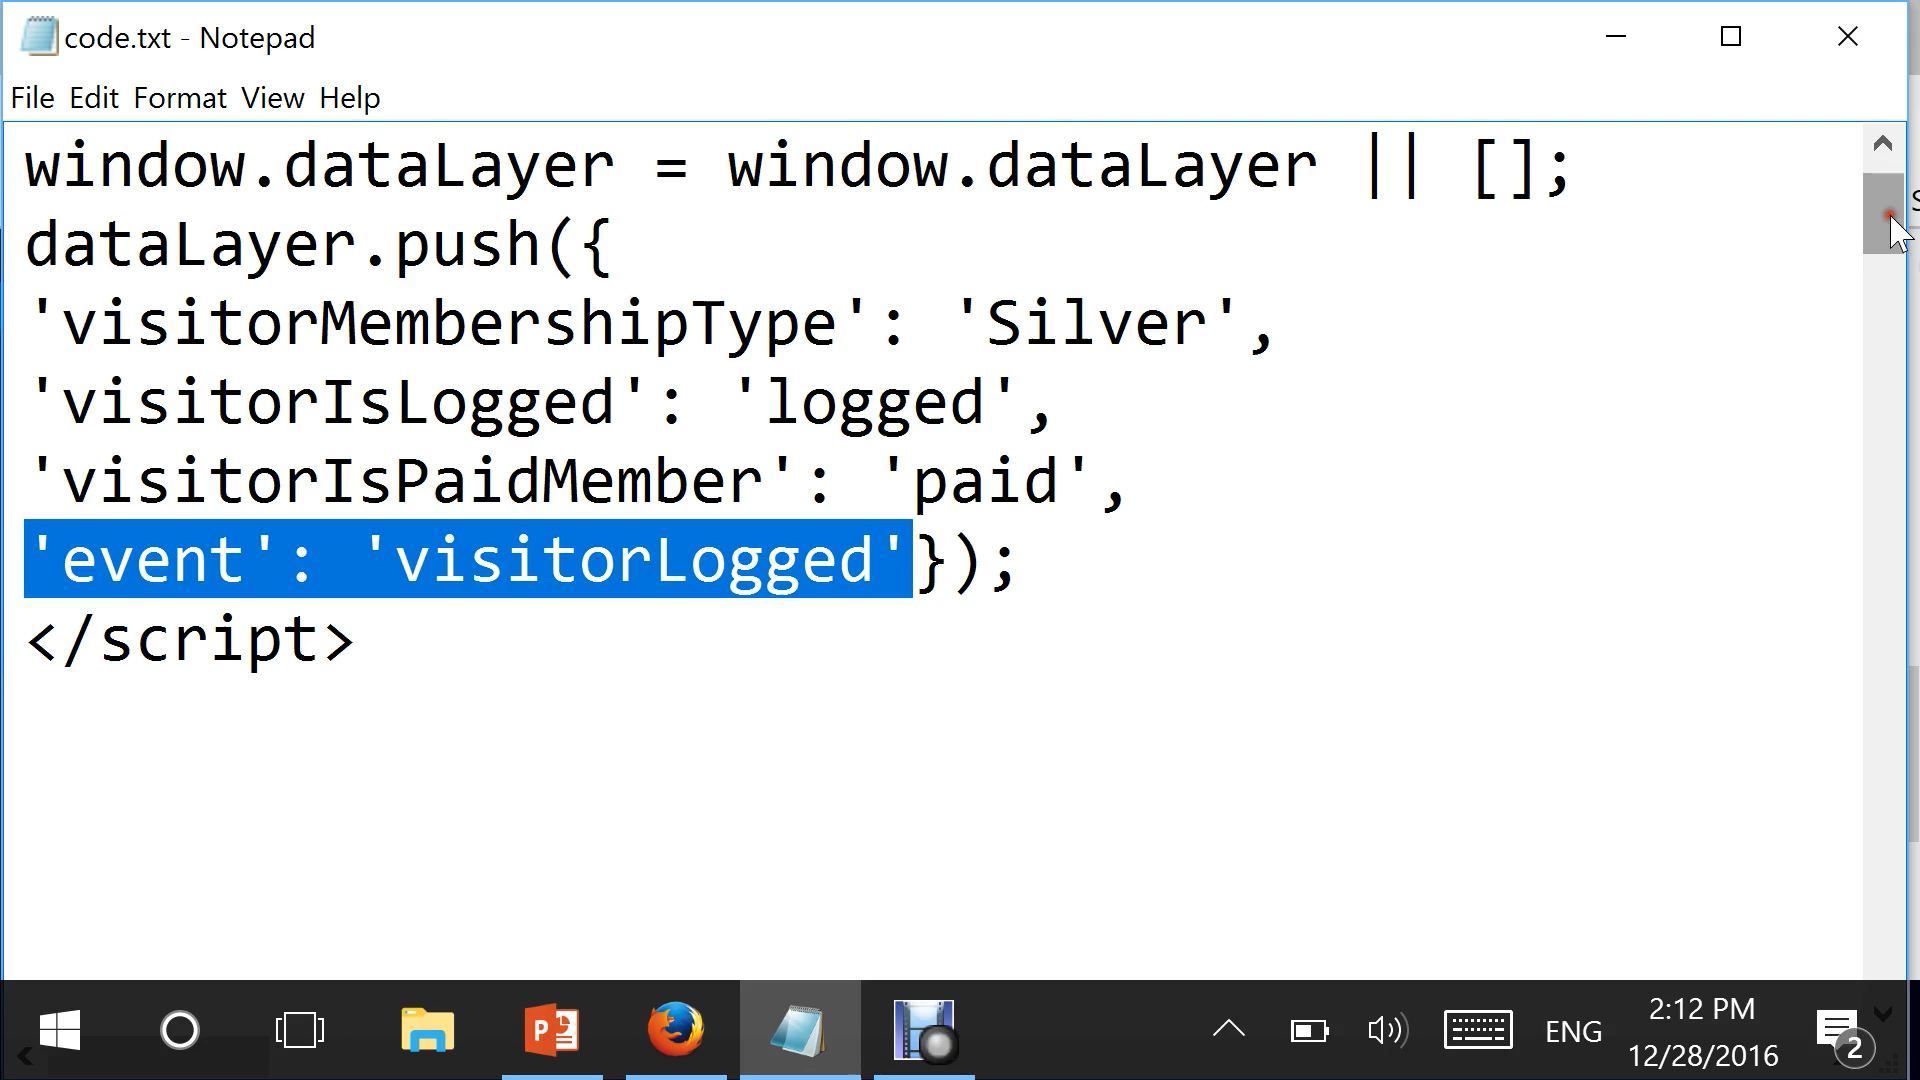 code.txt - Notepad
File Edit Format View Help
window.dataLayer = window.dataLayer || [];
dataLayer.push({
'visitorMembershipType': 'Silver',
'visitorIsLogged': 'logged',
'visitorIsPaidMember': 'paid',
'event': 'visitorLogged'});
</script>
ENG
2:12 PM
12/28/2016
2